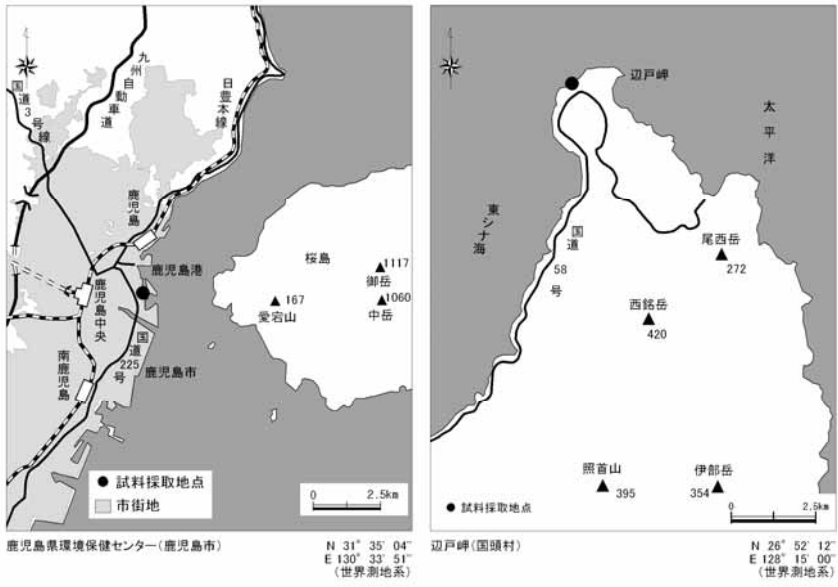 九州自動車道
国道3号線
日豊本線
鹿児島
鹿児島港
鹿児島中央
国道225号
鹿児島市
南鹿児島
桜島
1117
御岳
167
愛宕山
1060
中岳
● 試料採取地点
市街地
0 2.5km
鹿児島県環境保健センター(鹿児島市)
N 31° 35′ 04″
E 130° 33′ 51″
(世界測地系)
辺戸岬
太平洋
東シナ海
国道58号
尾西岳
272
西銘岳
420
照首山
395
伊部岳
354
● 試料採取地点
0 2.5km
辺戸岬(国頭村)
N 26° 52′ 12″
E 128° 15′ 00″
(世界測地系)